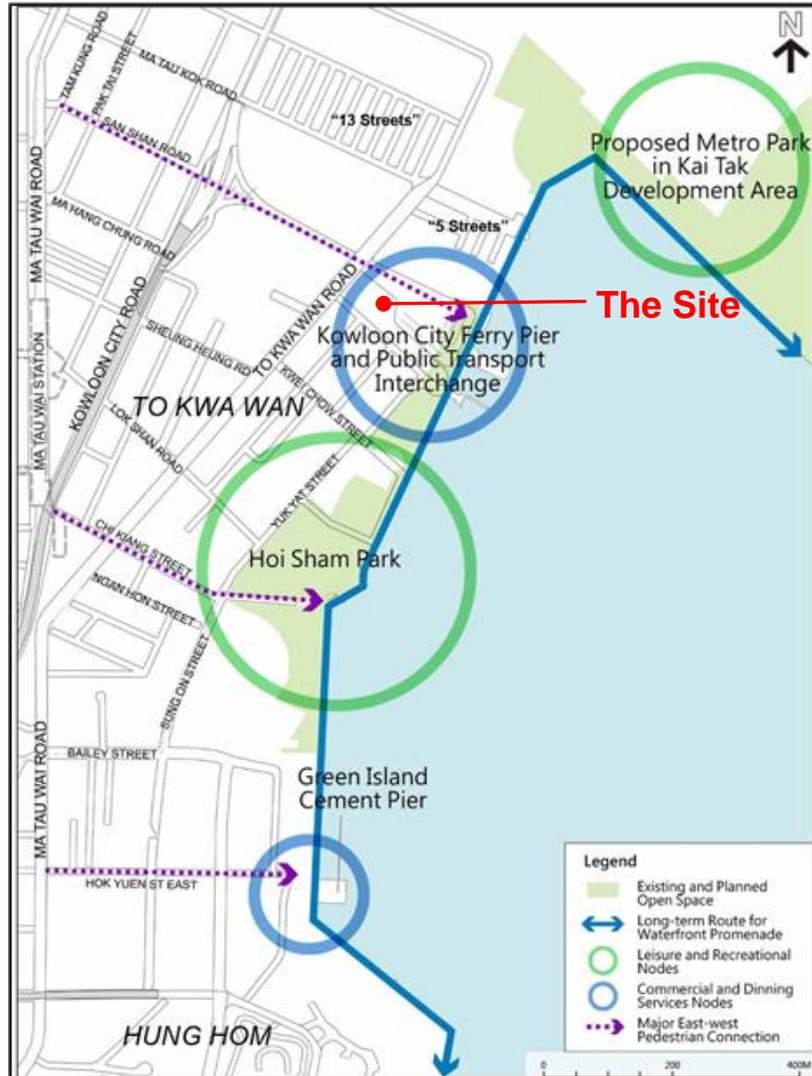 N
TAM KUNG ROAD
PAK TAI STREET
MA TAU KOK ROAD
"13 Streets"
SAN SHAN ROAD
Proposed Metro Park
in Kai Tak
Development Area
MA TAU WAI ROAD
MA HANG CHUNG ROAD
"5 Streets"
KOWLOON CITY ROAD
TO KWA WAN ROAD
The Site
SHEUNG HEUNG RD
Kowloon City Ferry Pier
and Public Transport
Interchange
MA TAU WAI STATION
KWEI CHOW STREET
TO KWA WAN
LOK SHAN ROAD
YUK YAT STREET
CHI KIANG STREET
Hoi Sham Park
NGAN HON STREET
SUNG ON STREET
MA TAU WAI ROAD
BAILEY STREET
Green Island
Cement Pier
HOK YUEN ST EAST
HUNG HOM
Legend
Existing and Planned
Open Space
Long-term Route for
Waterfront Promenade
Leisure and Recreational
Nodes
Commercial and Dinning
Services Nodes
Major East-west
Pedestrian Connection
0 200 400M